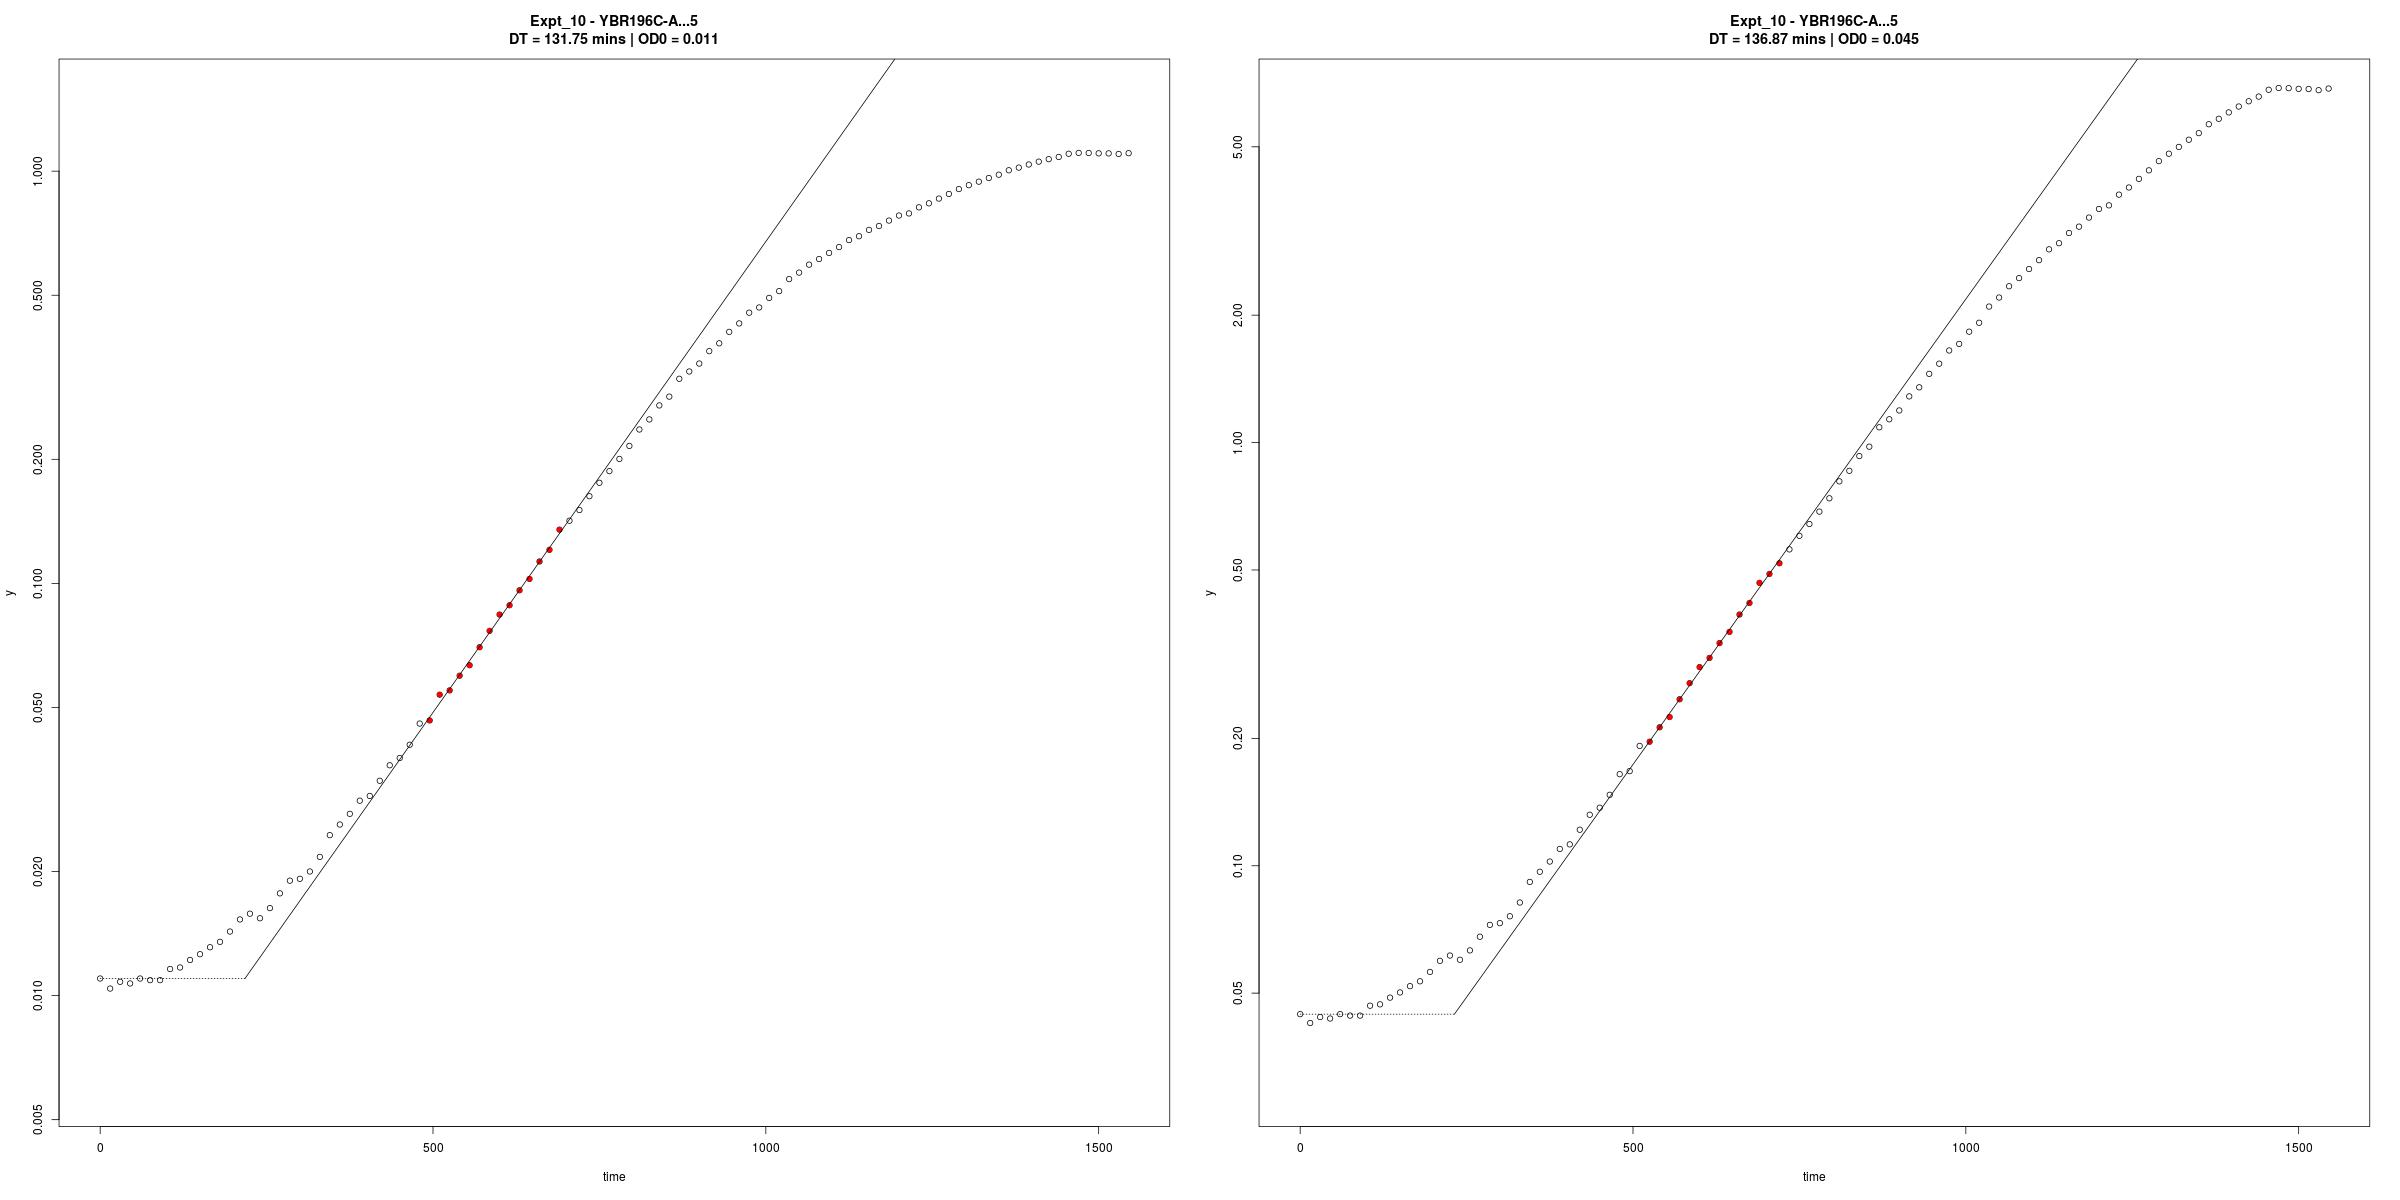 Expt_10 - YBR196C-A...5
DT = 131.75 mins | OD0 = 0.011
y
1.000
0.500
0.200
0.100
0.050
0.020
0.010
0.005
0
500
1000
1500
time
Expt_10 - YBR196C-A...5
DT = 136.87 mins | OD0 = 0.045
y
5.00
2.00
1.00
0.50
0.20
0.10
0.05
0
500
1000
1500
time